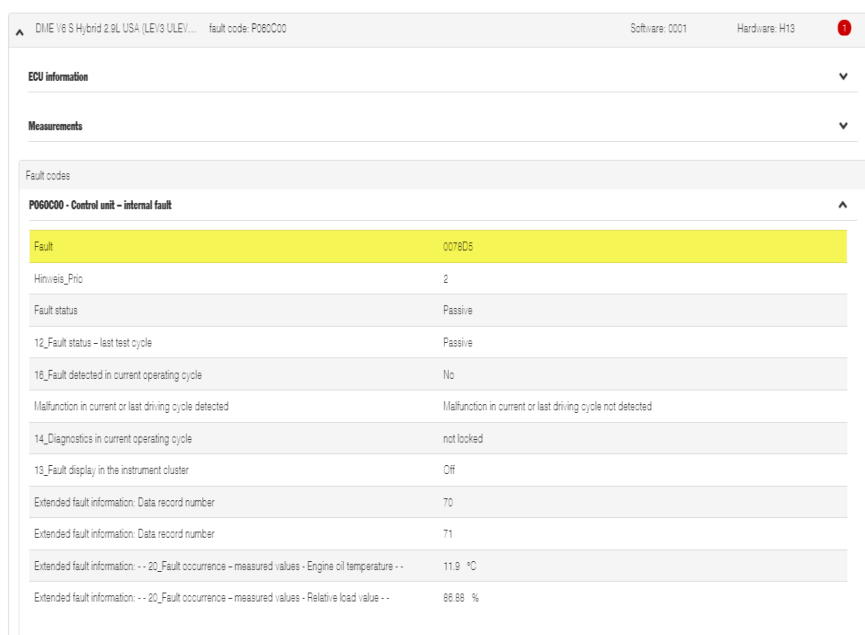 DME V6 S Hybrid 2.9L USA (LEV3 ULEV... fault code: P060C00 Software: 0001 Hardware: H13 1
ECU information
Measurements
Fault codes
P060C00 - Control unit – internal fault
Fault 0078D5
Hinweis_Prio 2
Fault status Passive
12_Fault status – last test cycle Passive
16_Fault detected in current operating cycle No
Malfunction in current or last driving cycle detected Malfunction in current or last driving cycle not detected
14_Diagnostics in current operating cycle not locked
13_Fault display in the instrument cluster Off
Extended fault information: Data record number 70
Extended fault information: Data record number 71
Extended fault information: - - 20_Fault occurrence – measured values - Engine oil temperature - - 11.9 °C
Extended fault information: - - 20_Fault occurrence – measured values - Relative load value - - 86.88 %